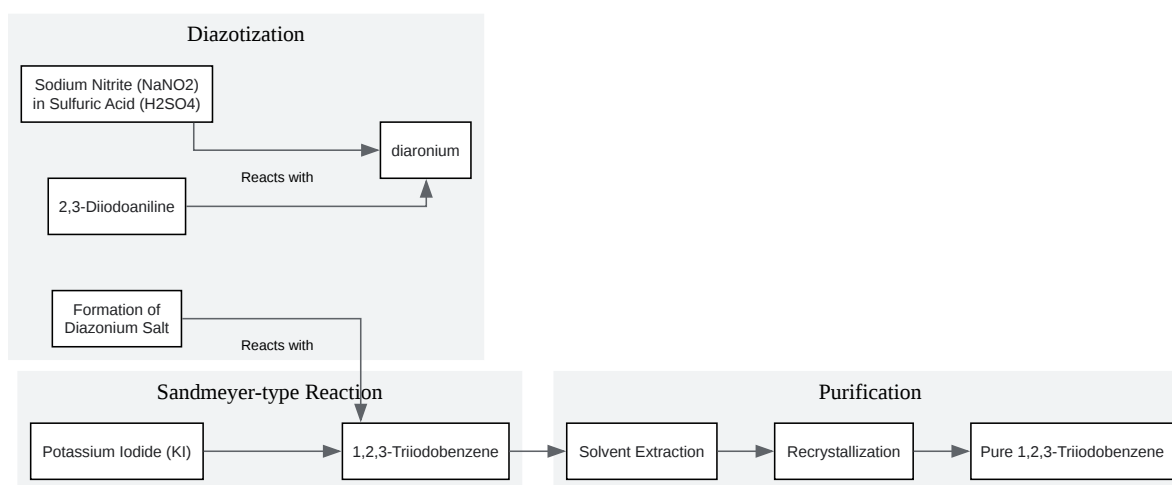 Diazotization
Sodium Nitrite (NaNO2)
in Sulfuric Acid (H2SO4)
diaronium
Reacts with
2,3-Diiodoaniline
Formation of
Diazonium Salt
Reacts with
Sandmeyer-type Reaction
Purification
Potassium Iodide (KI)
1,2,3-Triiodobenzene
Solvent Extraction
Recrystallization
Pure 1,2,3-Triiodobenzene